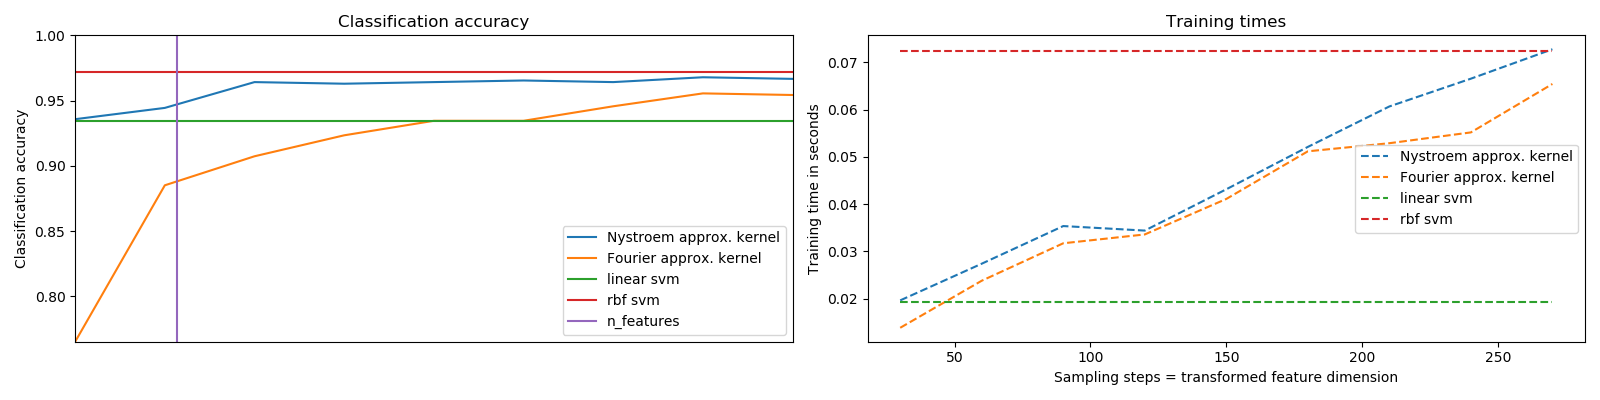 Classification accuracy
Classification accuracy
1.00
0.95
0.90
0.85
0.80
Nystroem approx. kernel
Fourier approx. kernel
linear svm
rbf svm
n_features
Training times
Training time in seconds
0.07
0.06
0.05
0.04
0.03
0.02
Nystroem approx. kernel
Fourier approx. kernel
linear svm
rbf svm
50 100 150 200 250
Sampling steps = transformed feature dimension